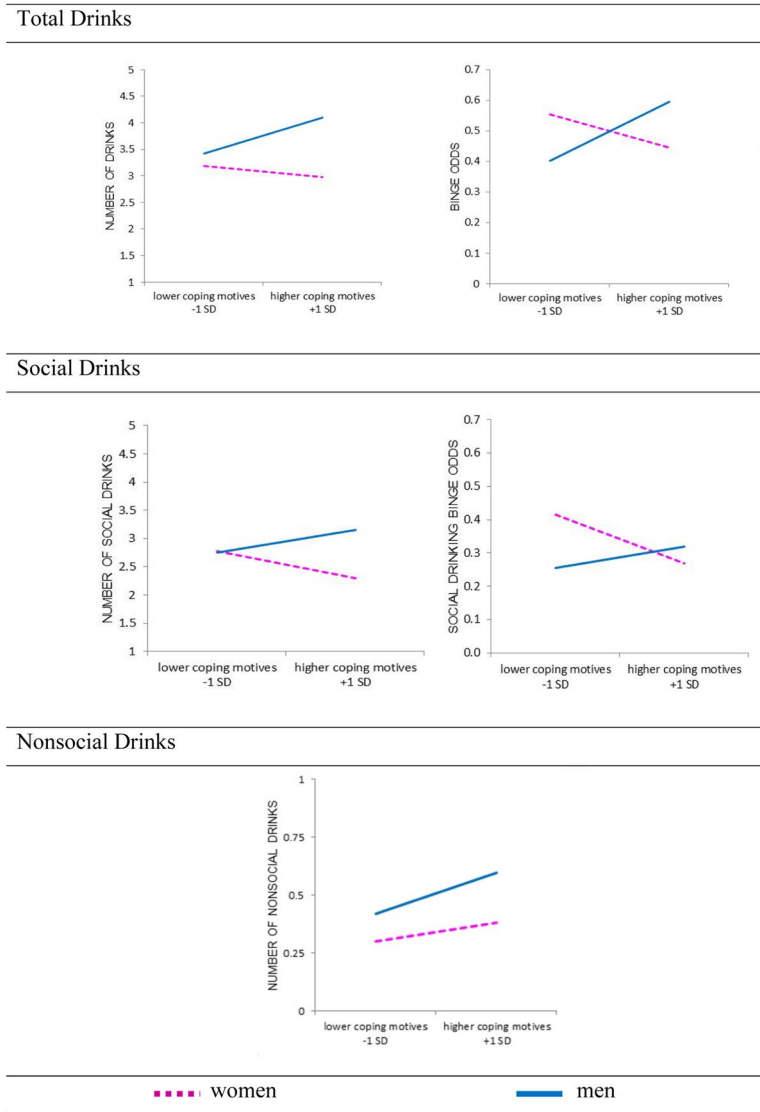 Total Drinks
NUMBER OF DRINKS
5
4.5
4
3.5
3
2.5
2
1.5
1
lower coping motives
-1 SD
higher coping motives
+1 SD
BINGE ODDS
0.7
0.6
0.5
0.4
0.3
0.2
0.1
0
lower coping motives
-1 SD
higher coping motives
+1 SD
Social Drinks
NUMBER OF SOCIAL DRINKS
5
4.5
4
3.5
3
2.5
2
1.5
1
lower coping motives
-1 SD
higher coping motives
+1 SD
SOCIAL DRINKING BINGE ODDS
0.7
0.6
0.5
0.4
0.3
0.2
0.1
0.0
lower coping motives
-1 SD
higher coping motives
+1 SD
Nonsocial Drinks
NUMBER OF NONSOCIAL DRINKS
1
0.75
0.5
0.25
0
lower coping motives
-1 SD
higher coping motives
+1 SD
women
men